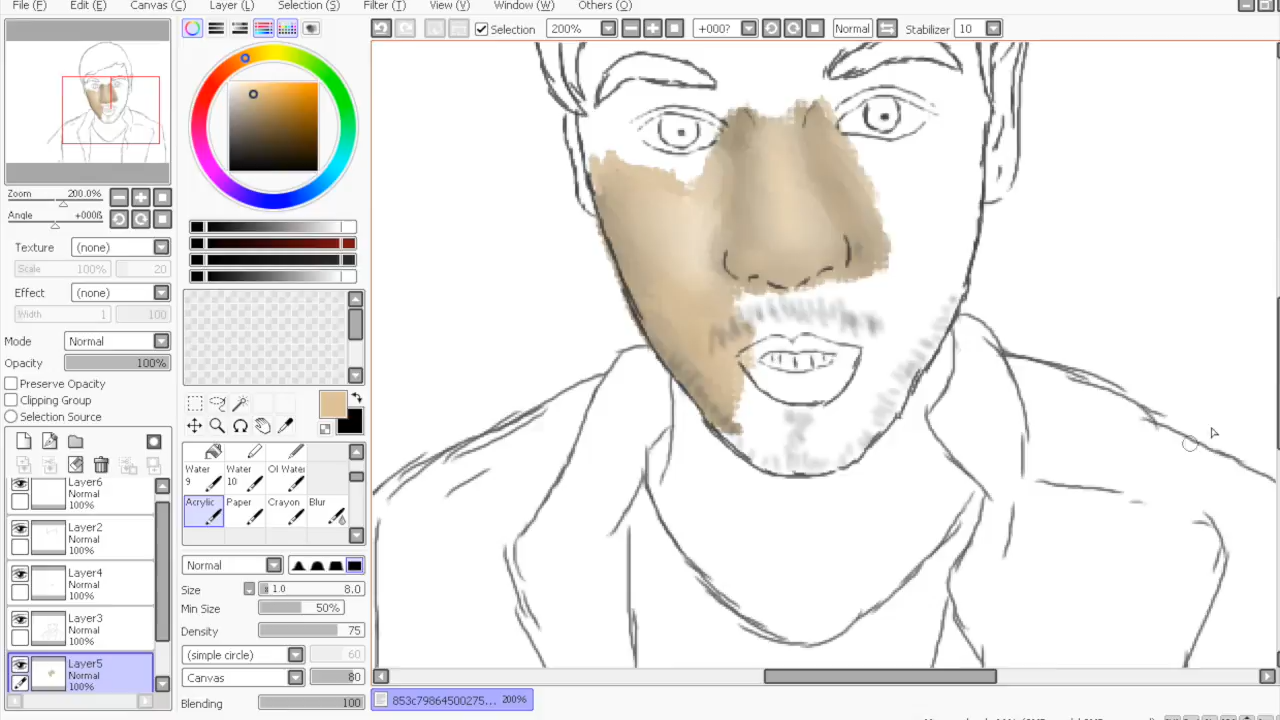 File (F) Edit (E) Canvas (C) Layer (L) Selection (S) Filter (T) View (V) Window (W) Others (O)
Selection 200% +000? Normal Stabilizer 10
Zoom 200.0%
Angle +000ß
Texture (none)
Scale 100% 20
Effect (none)
Width 1 100
Mode Normal
Opacity 100%
Preserve Opacity
Clipping Group
Selection Source
Layer6
Normal
100%
Layer2
Normal
100%
Layer4
Normal
100%
Layer3
Normal
100%
Layer5
Normal
100%
Water 9
Water 10
Oil Water
Acrylic
Paper
Crayon
Blur
Normal
Size x 1.0 8.0
Min Size 50%
Density 75
(simple circle) 60
Canvas 80
Blending 100
853c79864500275... 200%